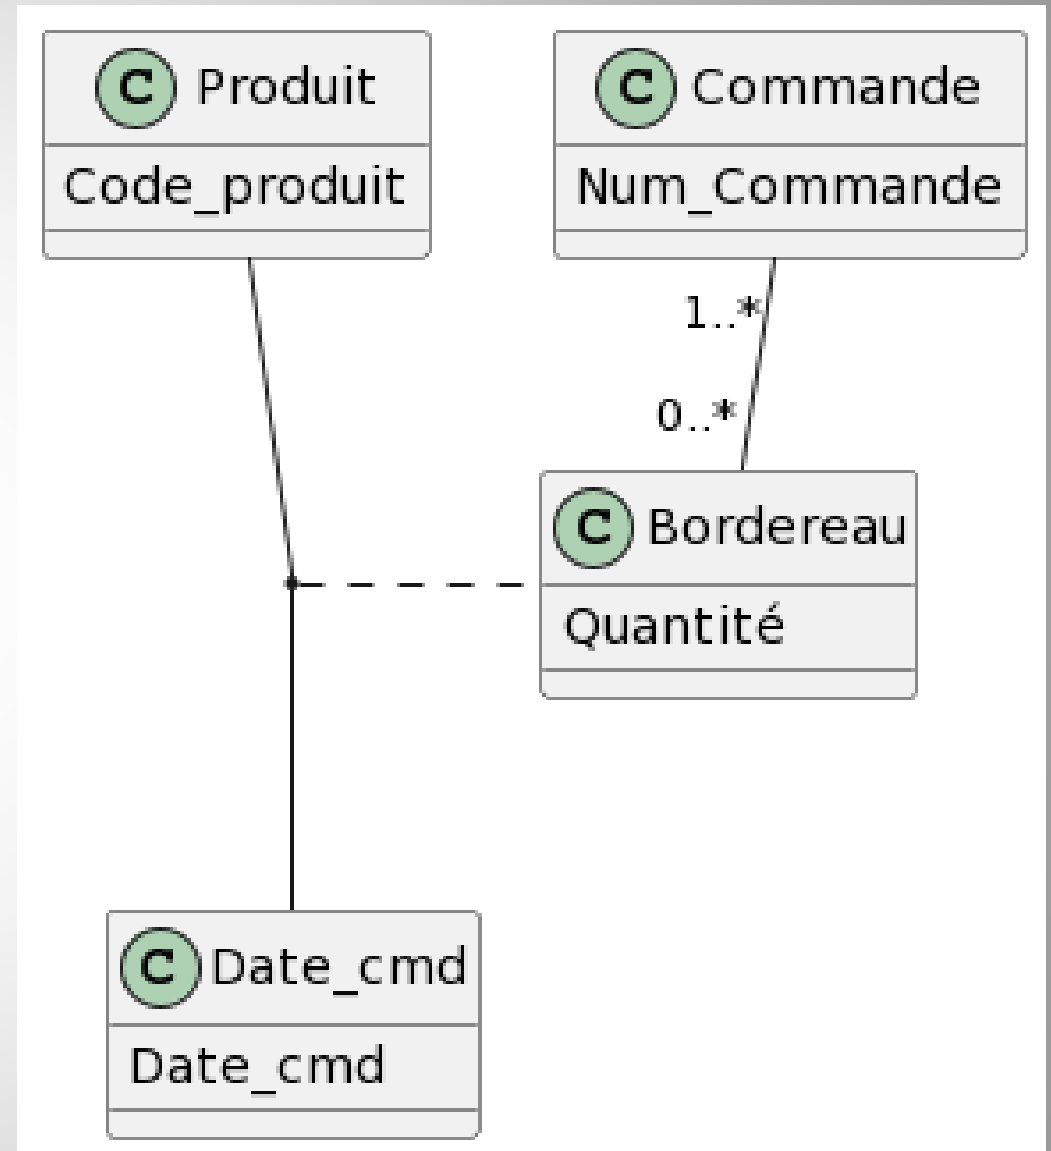 C Produit
Code_produit
C Commande
Num_Commande
1..*
0..*
C Bordereau
Quantité
C Date_cmd
Date_cmd